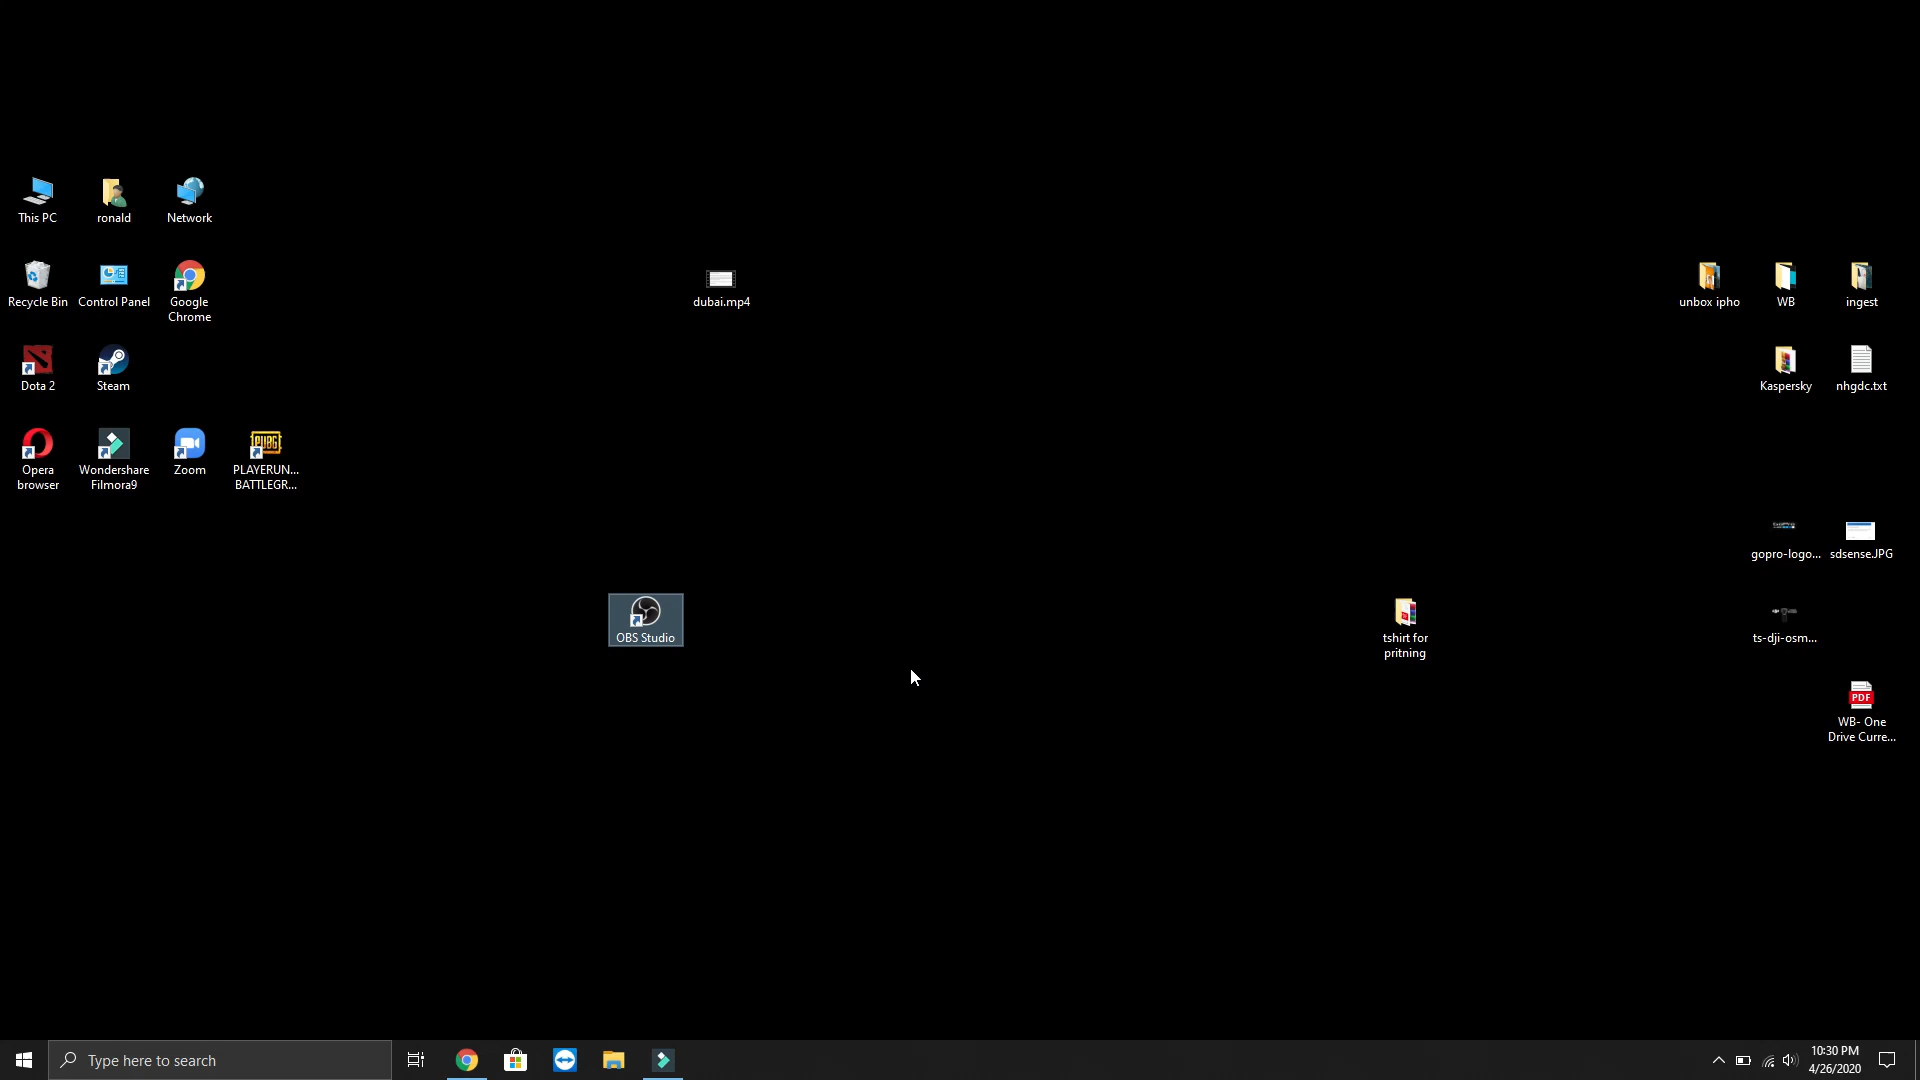 This PC
ronald
Network
Recycle Bin
Control Panel
Google
Chrome
dubai.mp4
unbox ipho
WB
ingest
Dota 2
Steam
Kaspersky
nhgdc.txt
Opera
browser
Wondershare
Filmora9
Zoom
PUBG
PLAYERUN...
BATTLEGR...
gopro-logo...
sdsense.JPG
OBS Studio
tshirt for
pritning
ts-dji-osm...
PDF
WB- One
Drive Curre...
Type here to search
10:30 PM
4/26/2020